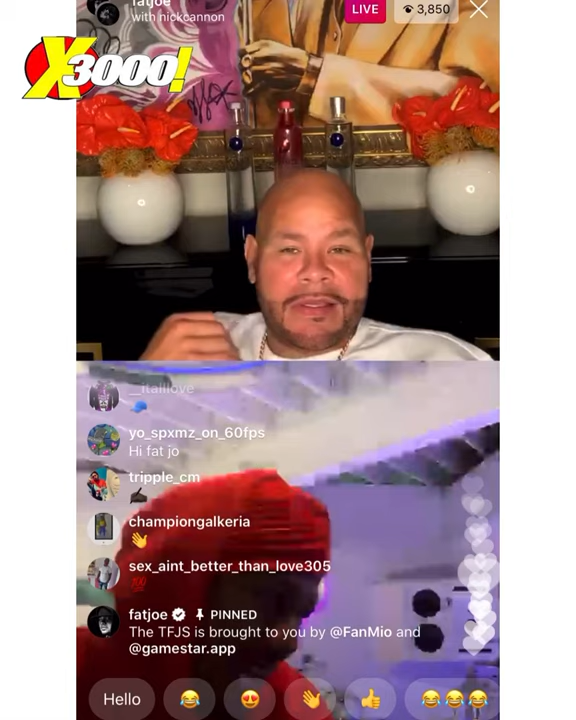 fatjoe
with nickcannon
LIVE
3,850
X3000!
__italllove
yo_spxmz_on_60fps
Hi fat jo
tripple_cm
championgalkeria
sex_aint_better_than_love305
💯
fatjoe PINNED
The TFJS is brought to you by @FanMio and
@gamestar.app
Hello